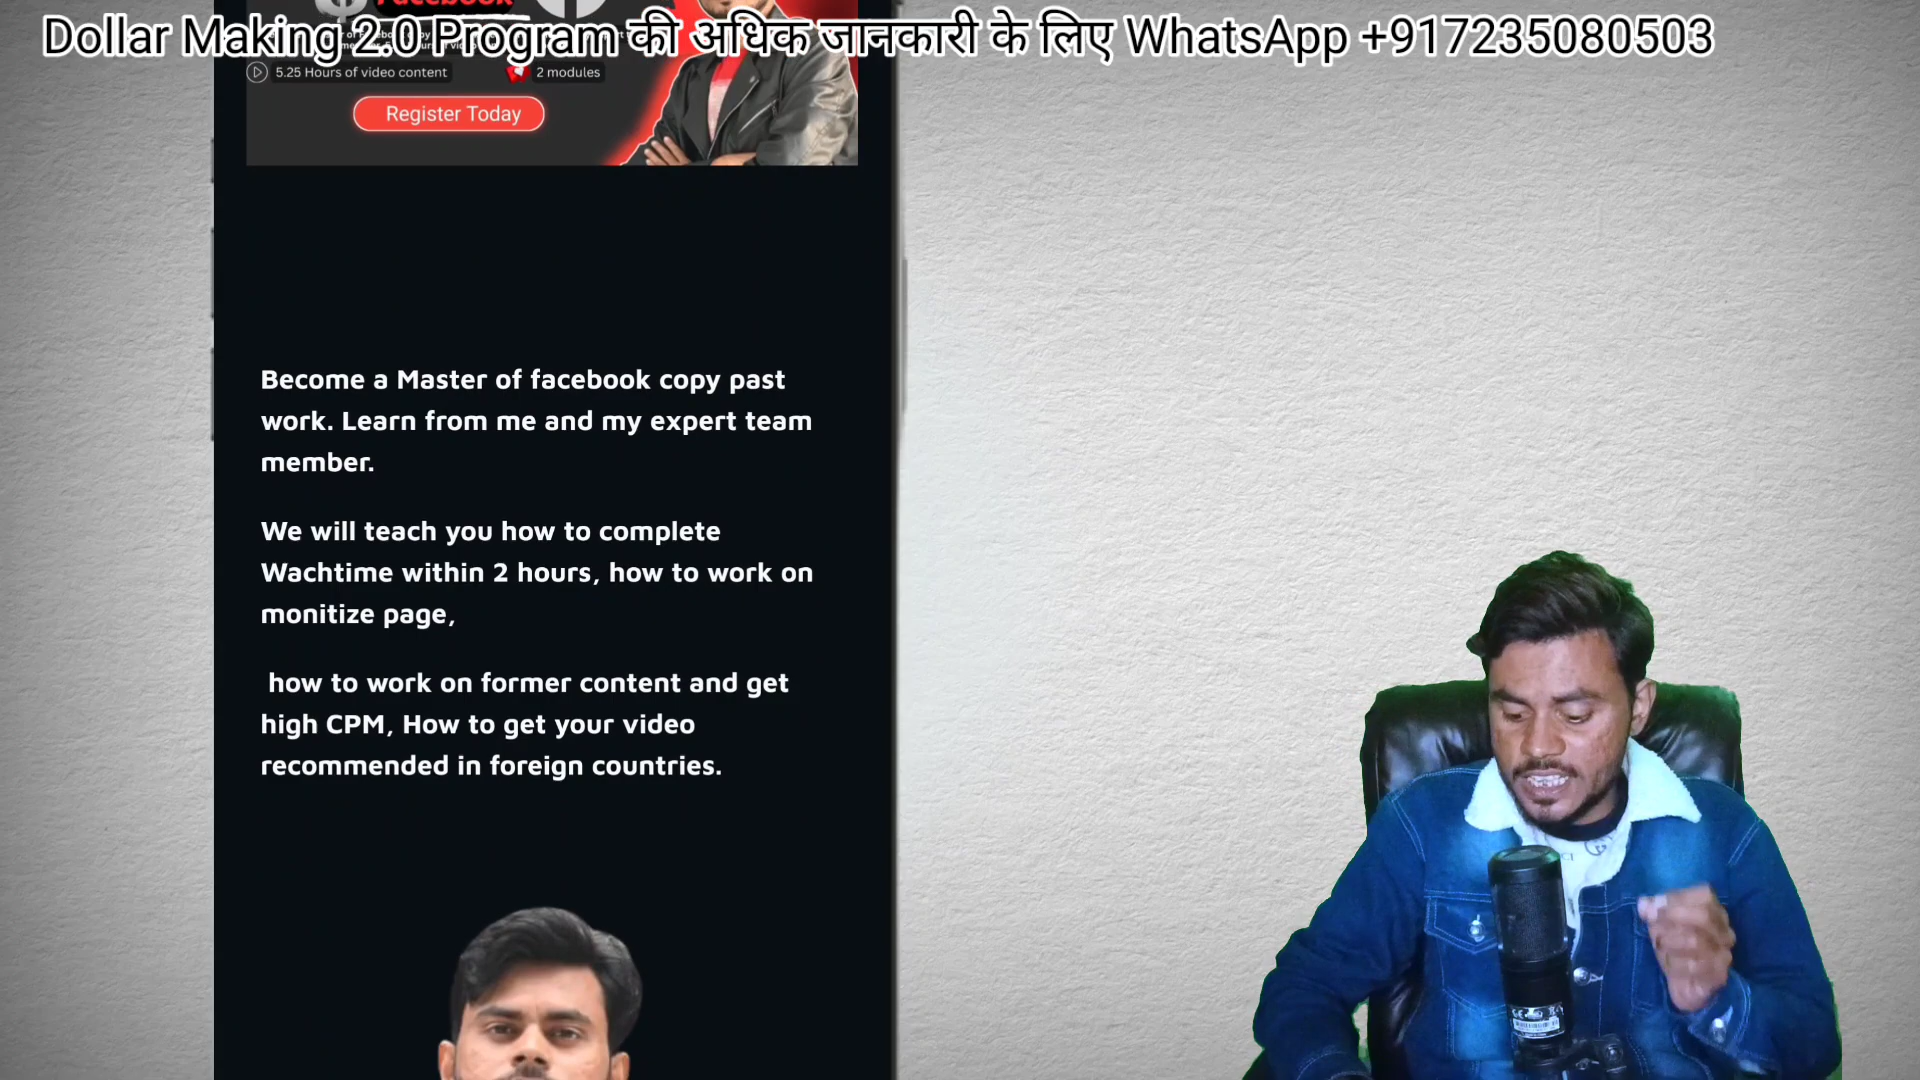 Facebook
Dollar Making 2.0 Program की अधिक जानकारी के लिए WhatsApp +917235080503
5.25 Hours of video content
2 modules
Register Today
Become a Master of facebook copy past
work. Learn from me and my expert team
member.
We will teach you how to complete
Wachtime within 2 hours, how to work on
monitize page,
how to work on former content and get
high CPM, How to get your video
recommended in foreign countries.